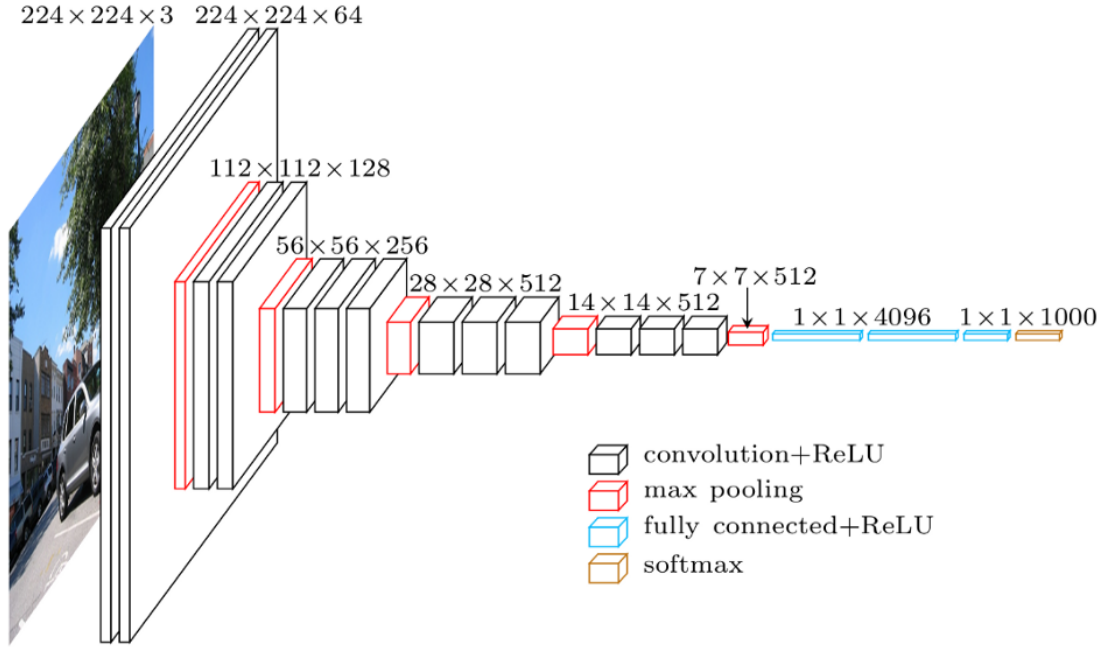 224×224×3
224×224×64
112×112×128
56×56×256
28×28×512
14×14×512
7×7×512
1×1×4096
1×1×1000
convolution+ReLU
max pooling
fully connected+ReLU
softmax